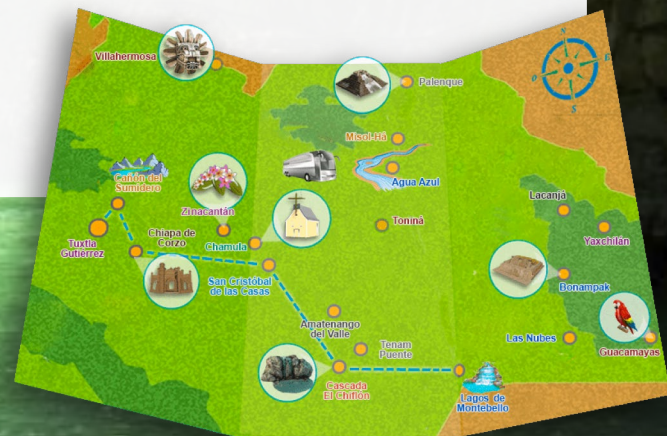 Villahermosa
Palenque
Misol-Há
Cañón del
Sumidero
Agua Azul
Zinacantán
Lacanjá
Toniná
Tuxtla
Gutiérrez
Chiapa de
Corzo
Chamula
Yaxchilán
San Cristóbal
de las Casas
Bonampak
Amatenango
del Valle
Tenam
Puente
Las Nubes
Guacamayas
Cascada
El Chiflón
Lagos de
Montebello
N
S